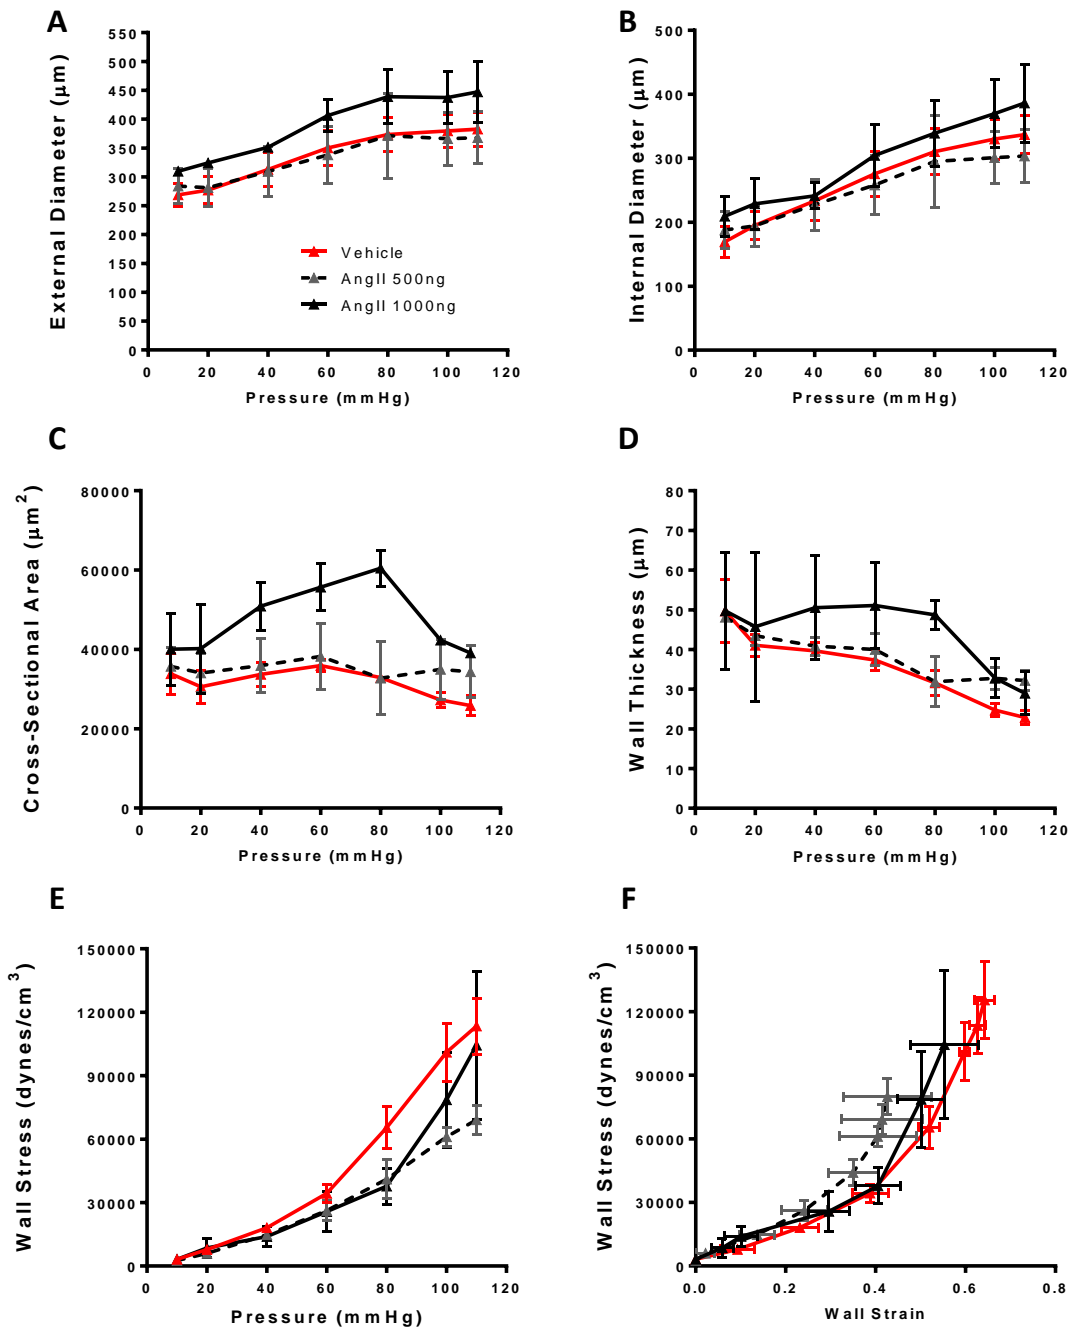 A
External Diameter (μm)
550
500
450
400
350
300
250
200
150
100
50
0
0 20 40 60 80 100 120
Pressure (mmHg)
Vehicle
AngII 500ng
AngII 1000ng
B
Internal Diameter (μm)
500
400
300
200
100
0
0 20 40 60 80 100 120
Pressure (mmHg)
C
Cross-Sectional Area (μm²)
80000
60000
40000
20000
0
0 20 40 60 80 100 120
Pressure (mmHg)
D
Wall Thickness (μm)
80
70
60
50
40
30
20
10
0
0 20 40 60 80 100 120
Pressure (mmHg)
E
Wall Stress (dynes/cm³)
150000
120000
90000
60000
30000
0
0 20 40 60 80 100 120
Pressure (mmHg)
F
Wall Stress (dynes/cm³)
150000
120000
90000
60000
30000
0
0.0 0.2 0.4 0.6 0.8
Wall Strain